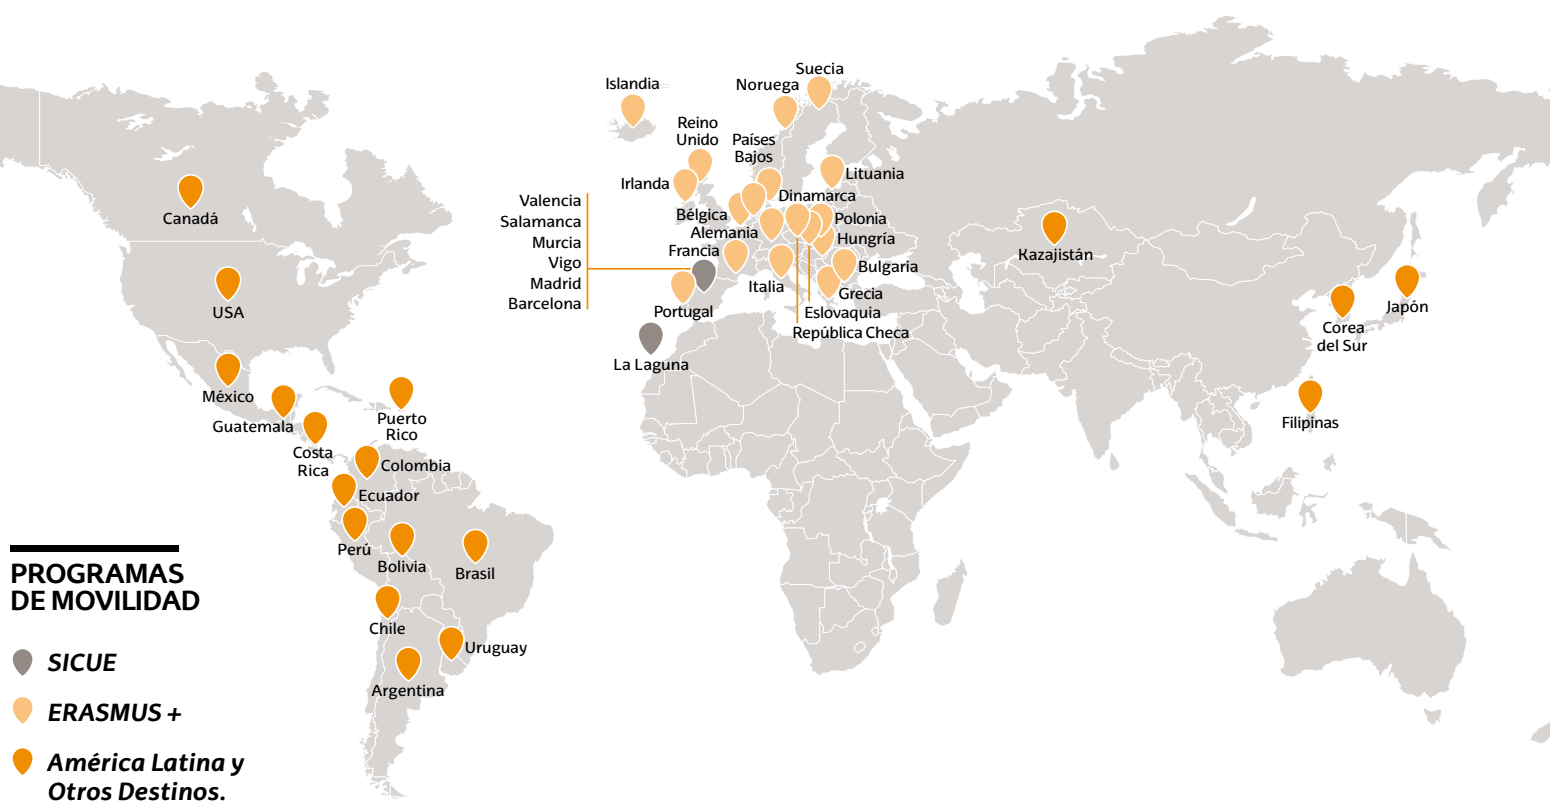 Suecia
Islandia
Noruega
Reino
Unido
Países
Bajos
Irlanda
Lituania
Dinamarca
Valencia
Salamanca
Murcia
Vigo
Madrid
Barcelona
Bélgica
Polonia
Alemania
Hungría
Francia
Bulgaria
Italia
Grecia
Portugal
Eslovaquia
República Checa
La Laguna
Canadá
USA
México
Guatemala
Puerto
Rico
Costa
Rica
Colombia
Ecuador
Perú
Bolivia
Brasil
Chile
Uruguay
Argentina
Kazajistán
Japón
Corea
del Sur
Filipinas
PROGRAMAS
DE MOVILIDAD
SICUE
ERASMUS +
América Latina y
Otros Destinos.